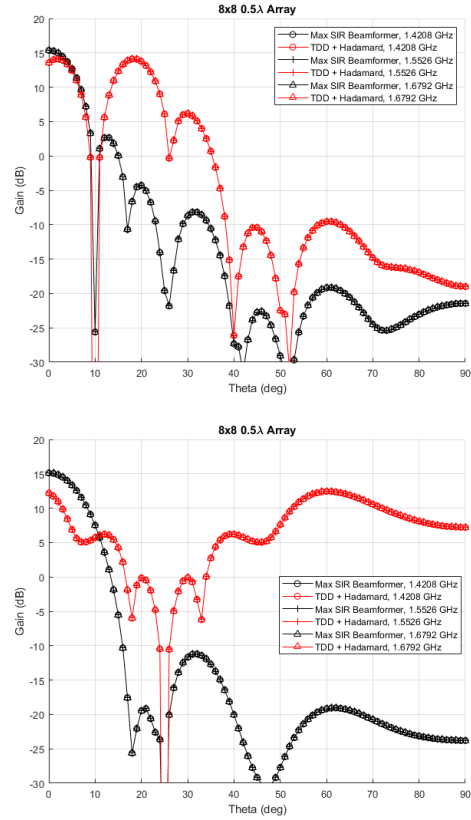 8x8 0.5λ Array
Max SIR Beamformer, 1.4208 GHz
TDD + Hadamard, 1.4208 GHz
Max SIR Beamformer, 1.5526 GHz
TDD + Hadamard, 1.5526 GHz
Max SIR Beamformer, 1.6792 GHz
TDD + Hadamard, 1.6792 GHz
20
15
10
5
0
-5
-10
-15
-20
-25
-30
Gain (dB)
0 10 20 30 40 50 60 70 80 90
Theta (deg)
8x8 0.5λ Array
20
15
10
5
0
-5
-10
-15
-20
-25
-30
Gain (dB)
Max SIR Beamformer, 1.4208 GHz
TDD + Hadamard, 1.4208 GHz
Max SIR Beamformer, 1.5526 GHz
TDD + Hadamard, 1.5526 GHz
Max SIR Beamformer, 1.6792 GHz
TDD + Hadamard, 1.6792 GHz
0 10 20 30 40 50 60 70 80 90
Theta (deg)